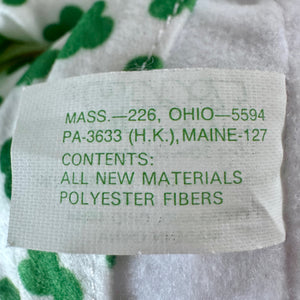 MASS.—226, OHIO—5594
PA-3633 (H.K.), MAINE-127
CONTENTS:
ALL NEW MATERIALS
POLYESTER FIBERS